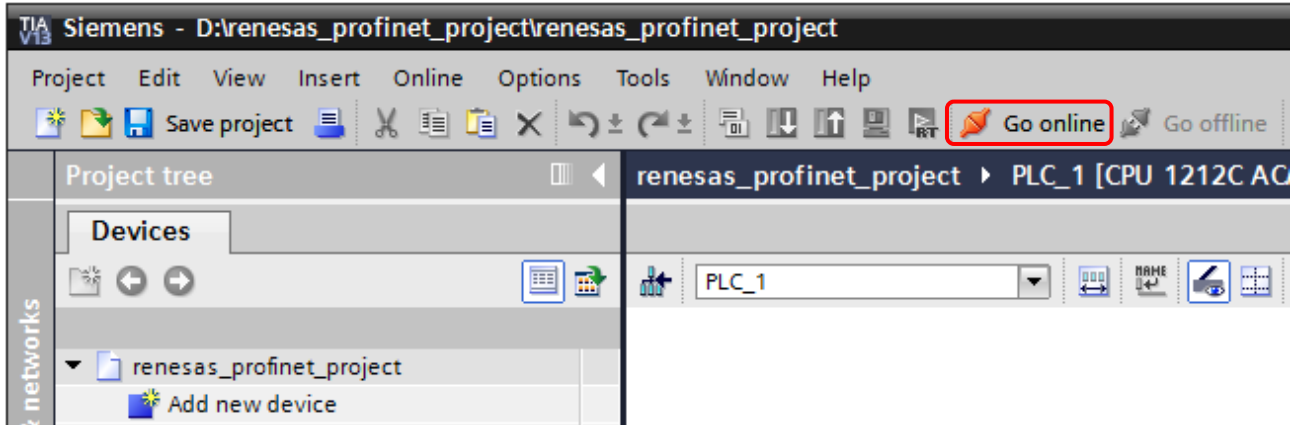 TIA V13 Siemens - D:\renesas_profinet_project\renesas_profinet_project
Project Edit View Insert Online Options Tools Window Help
Save project RT Go online Go offline
Project tree renesas_profinet_project PLC_1 [CPU 1212C AC
Devices
PLC_1 NAME
& networks
renesas_profinet_project
Add new device